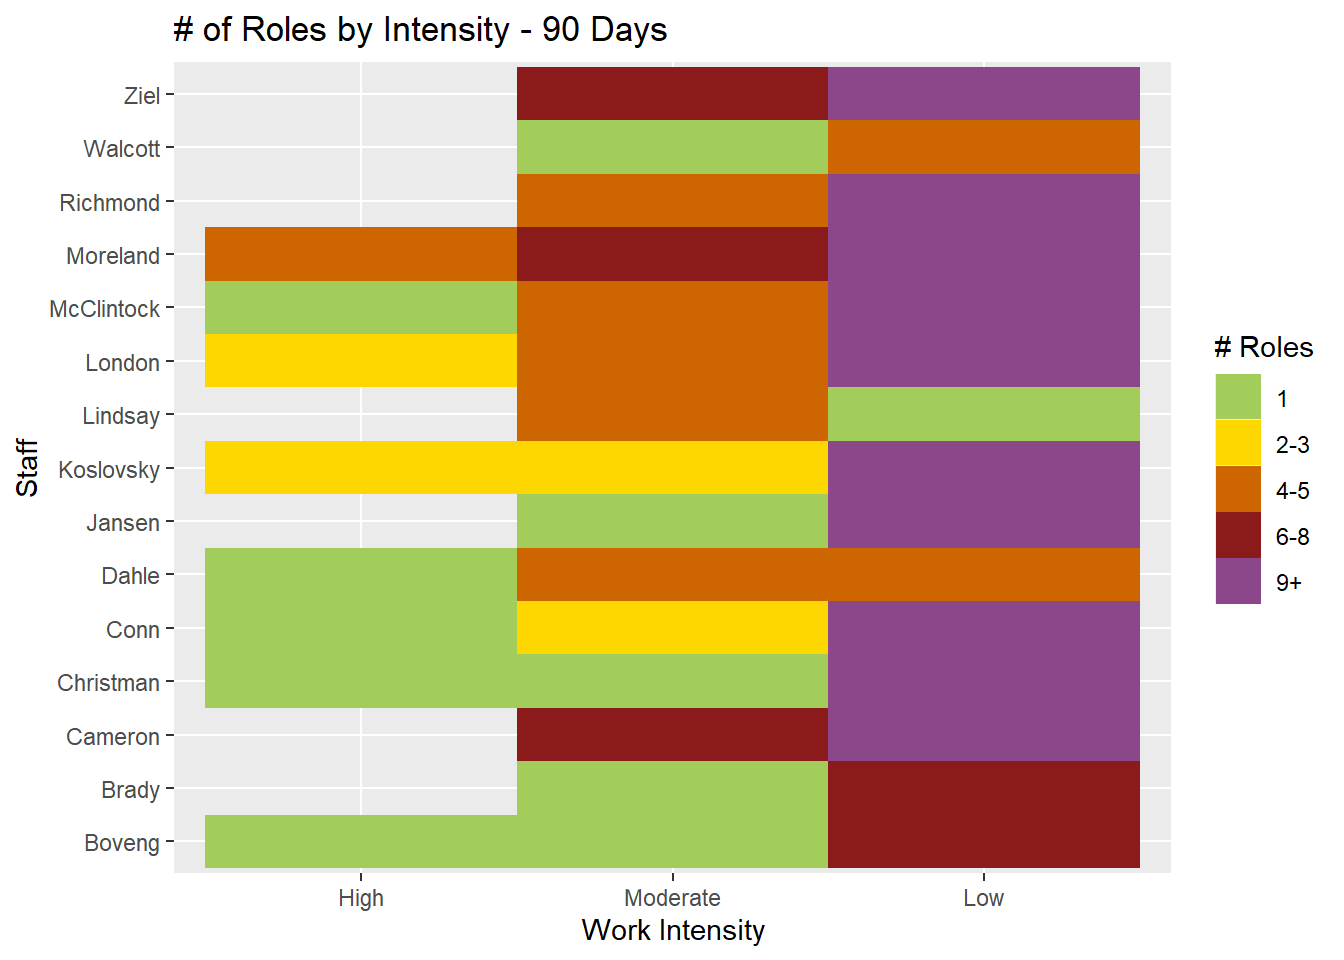 # of Roles by Intensity - 90 Days
Staff
Ziel
Walcott
Richmond
Moreland
McClintock
London
Lindsay
Koslovsky
Jansen
Dahle
Conn
Christman
Cameron
Brady
Boveng
High Moderate Low
Work Intensity
# Roles
1
2-3
4-5
6-8
9+